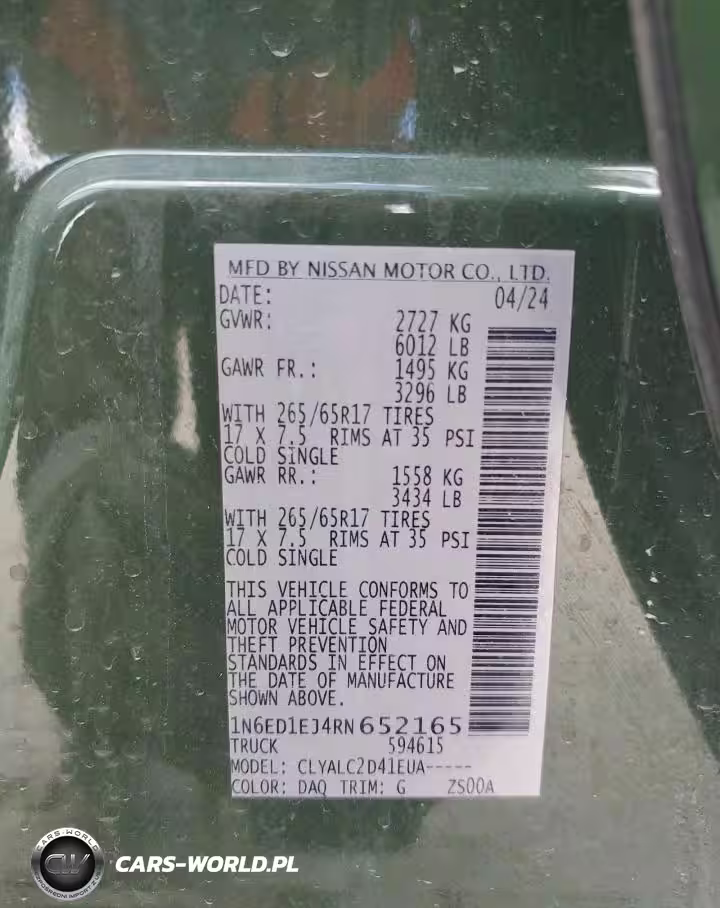 MFD BY NISSAN MOTOR CO., LTD.
DATE: 04/24
GVWR: 2727 KG
6012 LB
GAWR FR.: 1495 KG
3296 LB
WITH 265/65R17 TIRES
17 X 7.5 RIMS AT 35 PSI
COLD SINGLE
GAWR RR.: 1558 KG
3434 LB
WITH 265/65R17 TIRES
17 X 7.5 RIMS AT 35 PSI
COLD SINGLE
THIS VEHICLE CONFORMS TO
ALL APPLICABLE FEDERAL
MOTOR VEHICLE SAFETY AND
THEFT PREVENTION
STANDARDS IN EFFECT ON
THE DATE OF MANUFACTURE
SHOWN ABOVE.
1N6ED1EJ4RN652165
TRUCK 594615
MODEL: CLYALC2D41EUA-----
COLOR: DAQ TRIM: G ZS00A
CARS-WORLD
CW
CARS-WORLD.PL